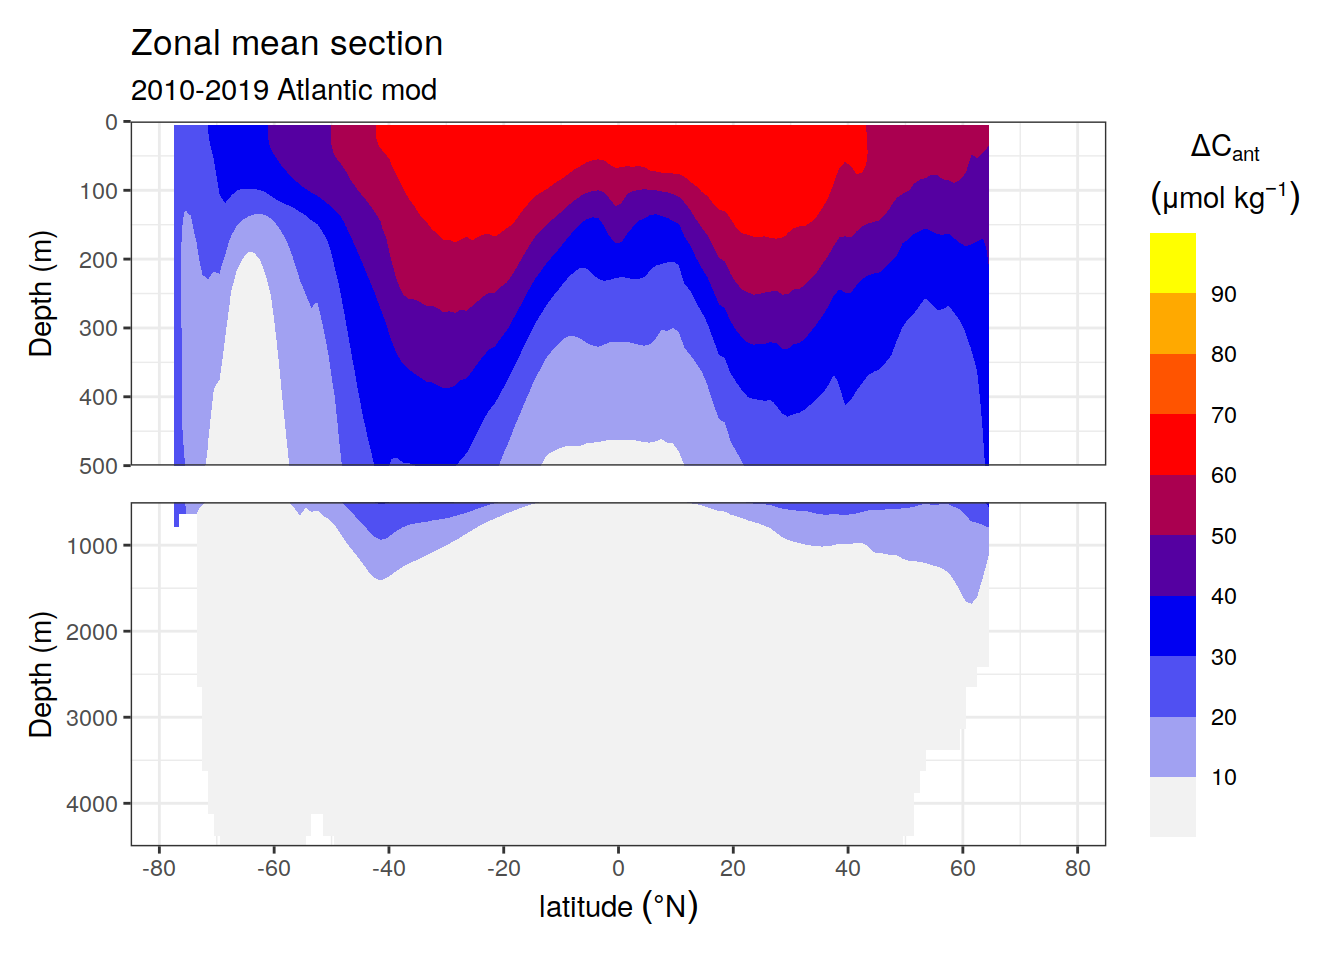 Zonal mean section
2010-2019 Atlantic mod
0
100
200
300
400
500
Depth (m)
1000
2000
3000
4000
Depth (m)
-80 -60 -40 -20 0 20 40 60 80
latitude (°N)
ΔCant
(μmol kg⁻¹)
90
80
70
60
50
40
30
20
10